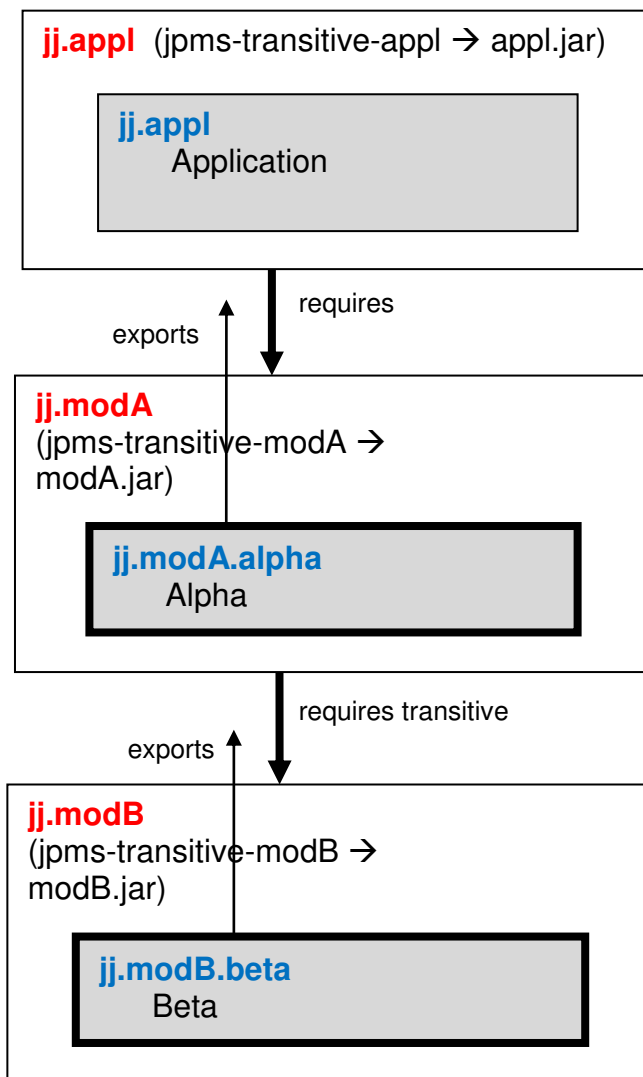 jj.appl (jpms-transitive-appl → appl.jar)
jj.appl
Application
requires
exports
jj.modA
(jpms-transitive-modA →
modA.jar)
jj.modA.alpha
Alpha
requires transitive
exports
jj.modB
(jpms-transitive-modB →
modB.jar)
jj.modB.beta
Beta